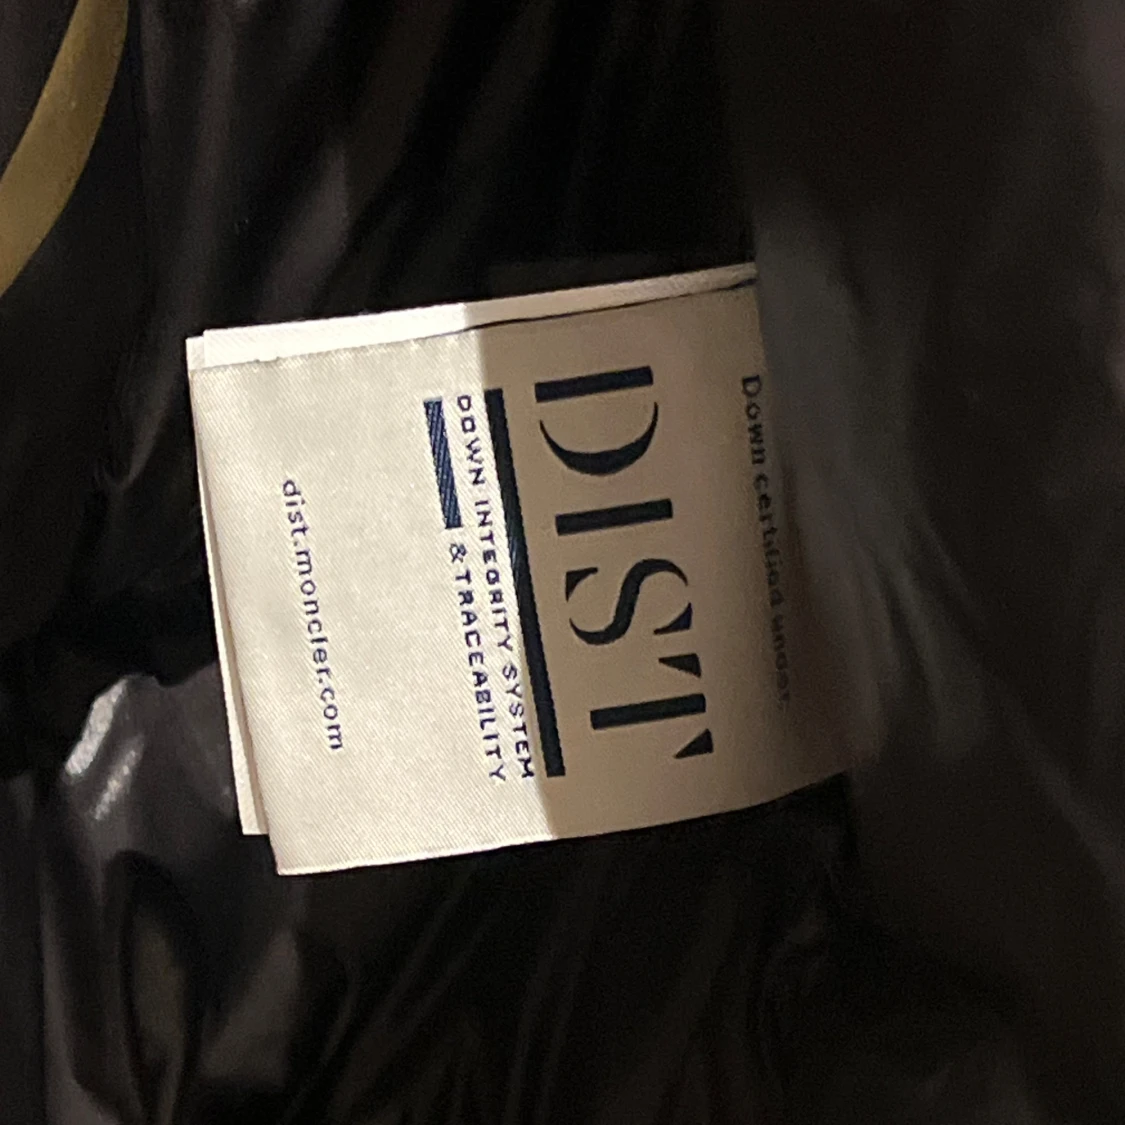 Down certified under:
DIST
DOWN INTEGRITY SYSTEM
& TRACEABILITY
dist.moncler.com